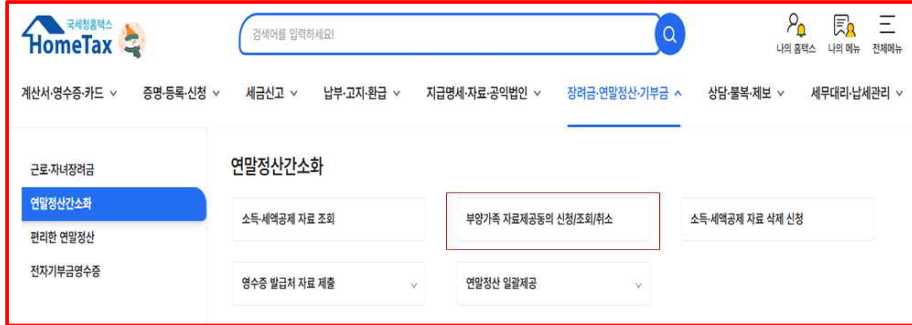 국세청홈택스
HomeTax
검색어를 입력하세요!
나의 홈택스 나의 메뉴 전체메뉴
계산서·영수증·카드 증명·등록·신청 세금신고 납부·고지·환급 지급명세·자료·공익법인 장려금·연말정산·기부금 상담·불복·제보 세무대리·납세관리
근로·자녀장려금
연말정산간소화
편리한 연말정산
전자기부금영수증
연말정산간소화
소득·세액공제 자료 조회 부양가족 자료제공동의 신청/조회/취소 소득·세액공제 자료 삭제 신청
영수증 발급처 자료 제출 연말정산 일괄제공